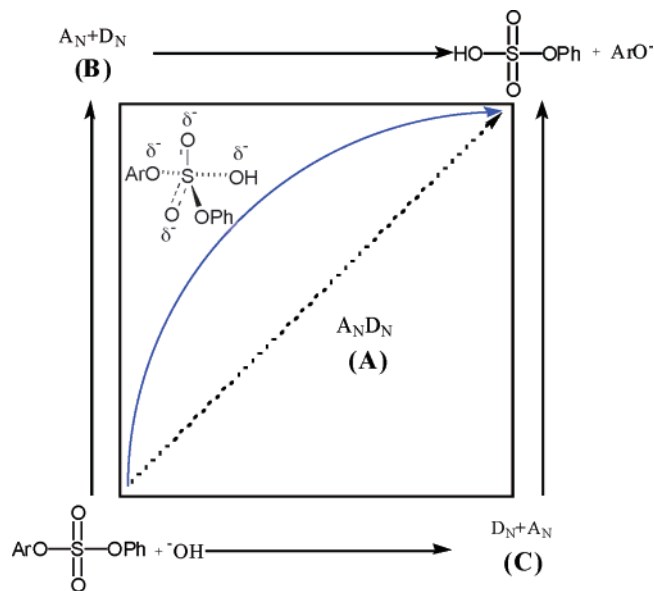 Aₙ+Dₙ
(B)
O
HO S OPh + ArO⁻
O
δ⁻
δ⁻ O δ⁻
ArO S OH
O OPh
δ⁻
AₙDₙ
(A)
O
ArO S OPh + ⁻OH
O
Dₙ+Aₙ
(C)